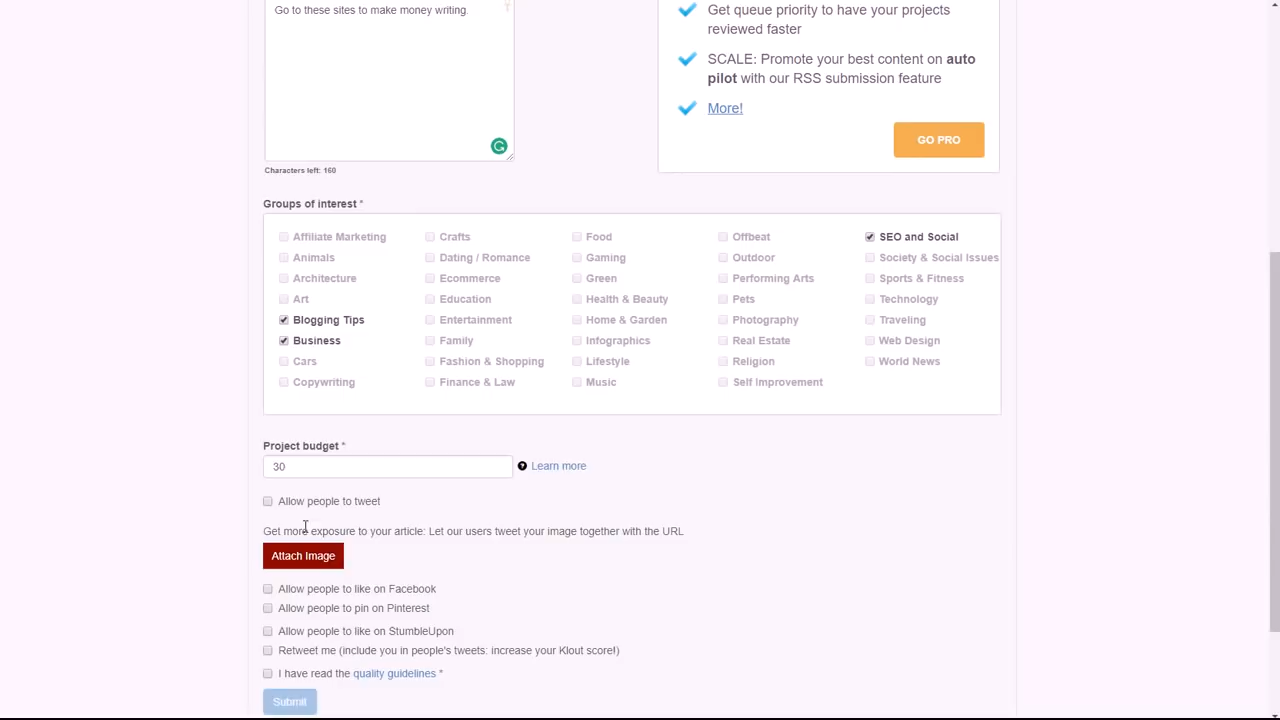 Go to these sites to make money writing.
Characters left: 160
Get queue priority to have your projects
reviewed faster
SCALE: Promote your best content on auto
pilot with our RSS submission feature
More!
GO PRO
Groups of interest *
Affiliate Marketing
Animals
Architecture
Art
Blogging Tips
Business
Cars
Copywriting
Crafts
Dating / Romance
Ecommerce
Education
Entertainment
Family
Fashion & Shopping
Finance & Law
Food
Gaming
Green
Health & Beauty
Home & Garden
Infographics
Lifestyle
Music
Offbeat
Outdoor
Performing Arts
Pets
Photography
Real Estate
Religion
Self Improvement
SEO and Social
Society & Social Issues
Sports & Fitness
Technology
Traveling
Web Design
World News
Project budget *
30
Learn more
Allow people to tweet
Get more exposure to your article: Let our users tweet your image together with the URL
Attach Image
Allow people to like on Facebook
Allow people to pin on Pinterest
Allow people to like on StumbleUpon
Retweet me (include you in people's tweets: increase your Klout score!)
I have read the quality guidelines *
Submit